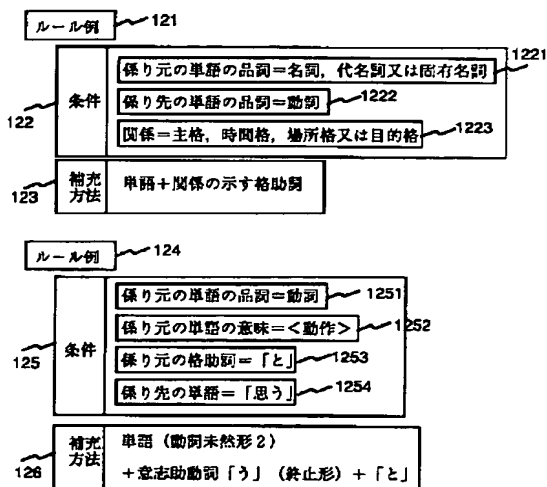 ルール例 121
係り元の単語の品詞=名詞，代名詞又は固有名詞 1221
122 条件 係り先の単語の品詞=動詞 1222
関係=主格，時間格，場所格又は目的格 1223
123 補充方法 単語+関係の示す格助詞
ルール例 124
係り元の単語の品詞=動詞 1251
係り元の単語の意味=<動作> 1252
125 条件 係り元の格助詞=「と」 1253
係り先の単語=「思う」 1254
126 補充方法 単語（動詞未然形2）
+意志助動詞「う」（終止形）+「と」